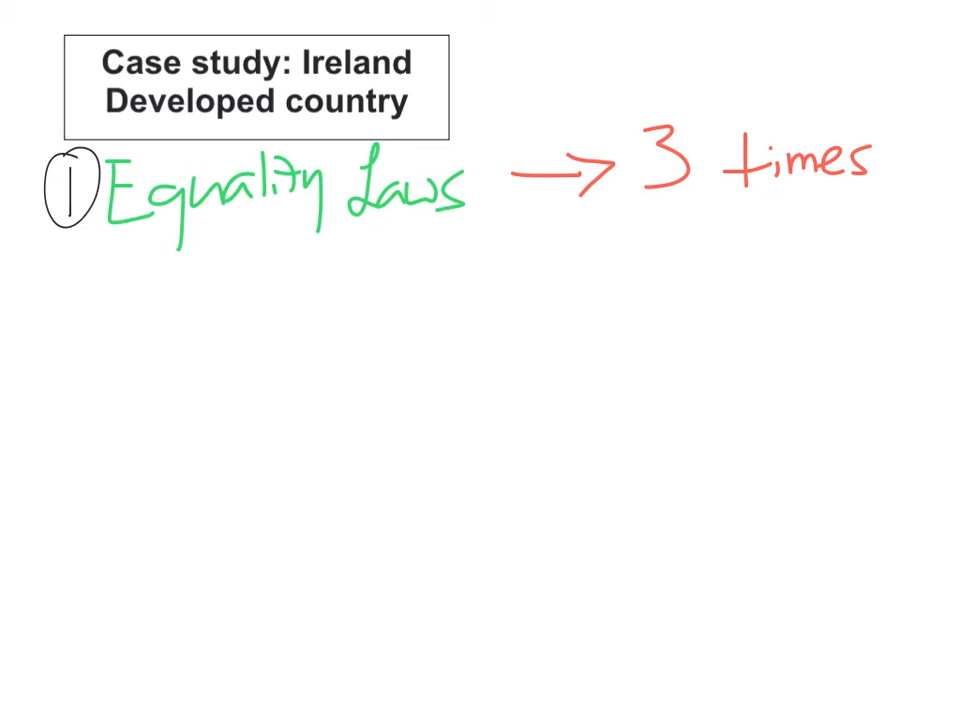 Case study: Ireland
Developed country
1 Equality Laws → 3 times